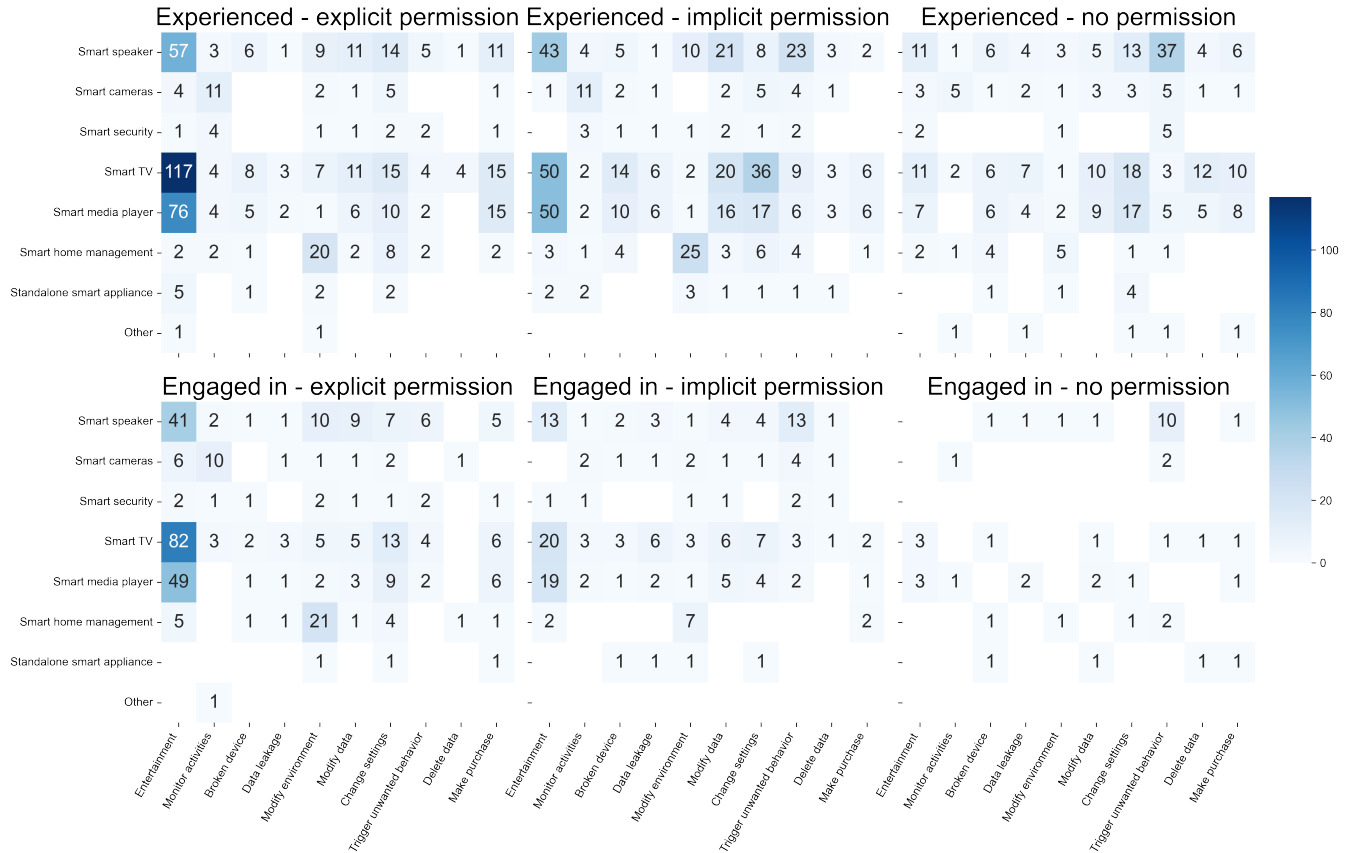 Experienced - explicit permission Experienced - implicit permission Experienced - no permission
Smart speaker 57 3 6 1 9 11 14 5 1 11 43 4 5 1 10 21 8 23 3 2 11 1 6 4 3 5 13 37 4 6
Smart cameras 4 11 2 1 5 1 1 11 2 1 2 5 4 1 3 5 1 2 1 3 3 5 1 1
Smart security 1 4 1 1 2 2 1 3 1 1 1 2 1 2 2 1 5
Smart TV 117 4 8 3 7 11 15 4 4 15 50 2 14 6 2 20 36 9 3 6 11 2 6 7 1 10 18 3 12 10
Smart media player 76 4 5 2 1 6 10 2 15 50 2 10 6 1 16 17 6 3 6 7 6 4 2 9 17 5 5 8
Smart home management 2 2 1 20 2 8 2 2 3 1 4 25 3 6 4 1 2 1 4 5 1 1
Standalone smart appliance 5 1 2 2 2 2 3 1 1 1 1 1 1 4
Other 1 1 1 1 1 1 1
Engaged in - explicit permission Engaged in - implicit permission Engaged in - no permission
Smart speaker 41 2 1 1 10 9 7 6 5 13 1 2 3 1 4 4 13 1 1 1 1 1 10 1
Smart cameras 6 10 1 1 1 2 1 2 1 1 2 1 1 4 1 1 2
Smart security 2 1 1 2 1 1 2 1 1 1 1 1 2 1
Smart TV 82 3 2 3 5 5 13 4 6 20 3 3 6 3 6 7 3 1 2 3 1 1 1 1 1
Smart media player 49 1 1 2 3 9 2 6 19 2 1 2 1 5 4 2 1 3 1 2 2 1 1
Smart home management 5 1 1 21 1 4 1 1 2 7 2 1 1 1 2
Standalone smart appliance 1 1 1 1 1 1 1 1 1 1 1
Other 1
Entertainment Monitor activities Broken device Data leakage Modify environment Modify data Change settings Trigger unwanted behavior Delete data Make purchase
Entertainment Monitor activities Broken device Data leakage Modify environment Modify data Change settings Trigger unwanted behavior Delete data Make purchase
Entertainment Monitor activities Broken device Data leakage Modify environment Modify data Change settings Trigger unwanted behavior Delete data Make purchase
100
80
60
40
20
0